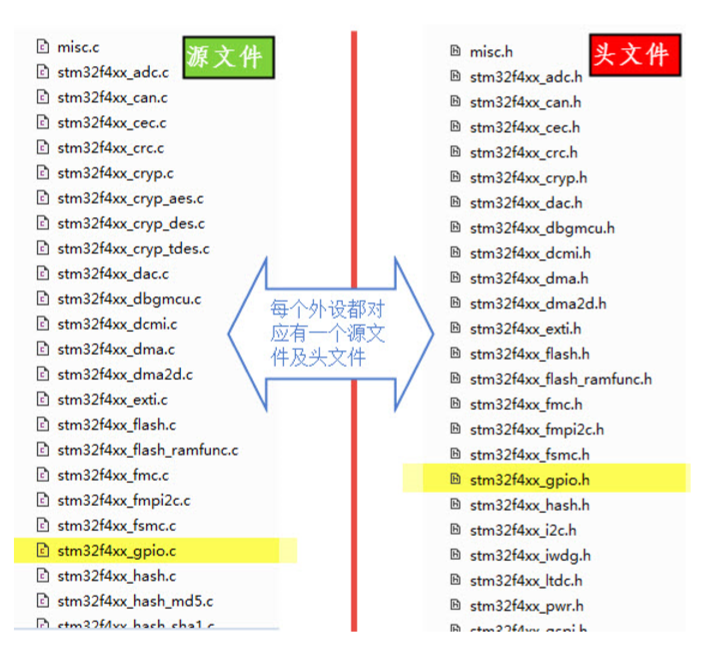 源文件
misc.c
stm32f4xx_adc.c
stm32f4xx_can.c
stm32f4xx_cec.c
stm32f4xx_crc.c
stm32f4xx_cryp.c
stm32f4xx_cryp_aes.c
stm32f4xx_cryp_des.c
stm32f4xx_cryp_tdes.c
stm32f4xx_dac.c
stm32f4xx_dbgmcu.c
stm32f4xx_dcmi.c
stm32f4xx_dma.c
stm32f4xx_dma2d.c
stm32f4xx_exti.c
stm32f4xx_flash.c
stm32f4xx_flash_ramfunc.c
stm32f4xx_fmc.c
stm32f4xx_fmpi2c.c
stm32f4xx_fsmc.c
stm32f4xx_gpio.c
stm32f4xx_hash.c
stm32f4xx_hash_md5.c
stm32f4xx_hash_sha1.c
每个外设都对
应有一个源文
件及头文件
头文件
misc.h
stm32f4xx_adc.h
stm32f4xx_can.h
stm32f4xx_cec.h
stm32f4xx_crc.h
stm32f4xx_cryp.h
stm32f4xx_dac.h
stm32f4xx_dbgmcu.h
stm32f4xx_dcmi.h
stm32f4xx_dma.h
stm32f4xx_dma2d.h
stm32f4xx_exti.h
stm32f4xx_flash.h
stm32f4xx_flash_ramfunc.h
stm32f4xx_fmc.h
stm32f4xx_fmpi2c.h
stm32f4xx_fsmc.h
stm32f4xx_gpio.h
stm32f4xx_hash.h
stm32f4xx_i2c.h
stm32f4xx_iwdg.h
stm32f4xx_ltdc.h
stm32f4xx_pwr.h
stm32f4xx_qspi.h